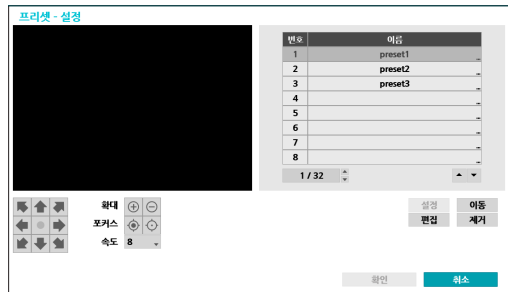 프리셋 - 설정
번호 이름
1 preset1 ...
2 preset2 ...
3 preset3 ...
4 ...
5 ...
6 ...
7 ...
8 ...
1 / 32
확대
포커스
속도 8
설정 이동
편집 제거
확인 취소